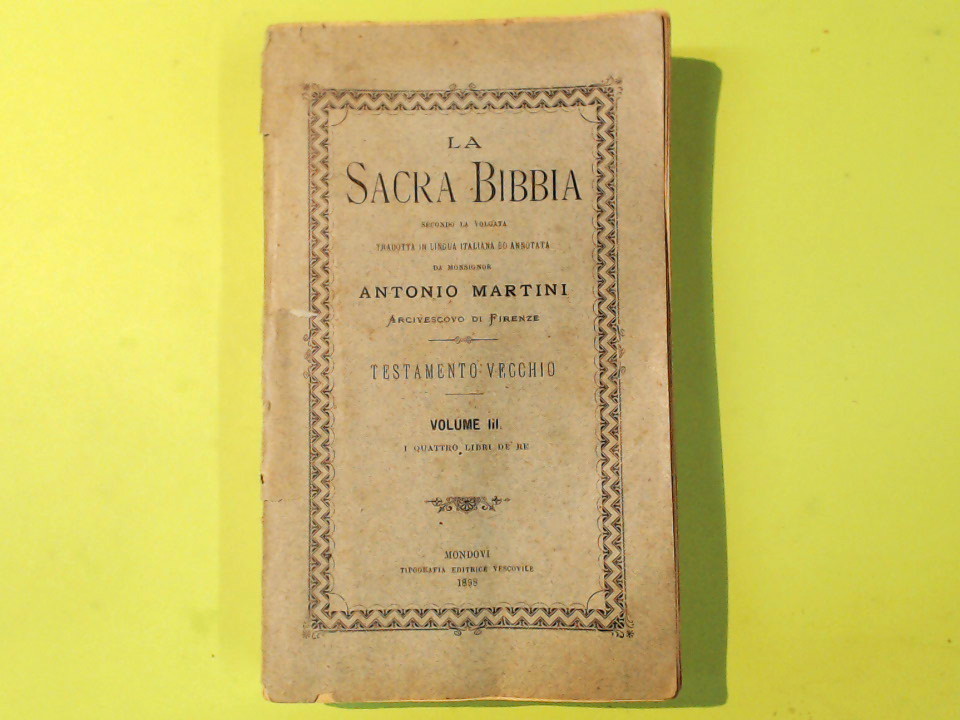 LA
SACRA BIBBIA
SECONDO LA VOLGATA
TRADOTTA IN LINGUA ITALIANA ED ANNOTATA
DA MONSIGNOR
ANTONIO MARTINI
ARCIVESCOVO DI FIRENZE
TESTAMENTO VECCHIO
VOLUME III.
I QUATTRO LIBRI DE' RE
MONDOVÌ
TIPOGRAFIA EDITRICE VESCOVILE
1898